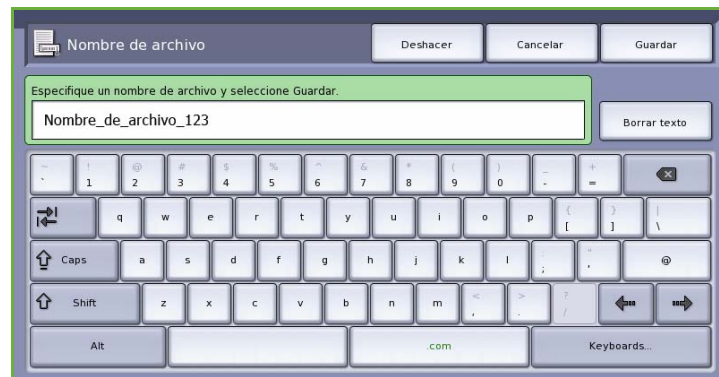 Nombre de archivo Deshacer Cancelar Guardar
Especifique un nombre de archivo y seleccione Guardar.
Nombre_de_archivo_123 Borrar texto
~ ! @ # $ % ^ & * ( ) _ +
` 1 2 3 4 5 6 7 8 9 0 - =
q w e r t y u i o p { [ } ] | \
Caps a s d f g h j k l : ; " ' @
Shift z x c v b n m < , > . ? /
Alt .com Keyboards...